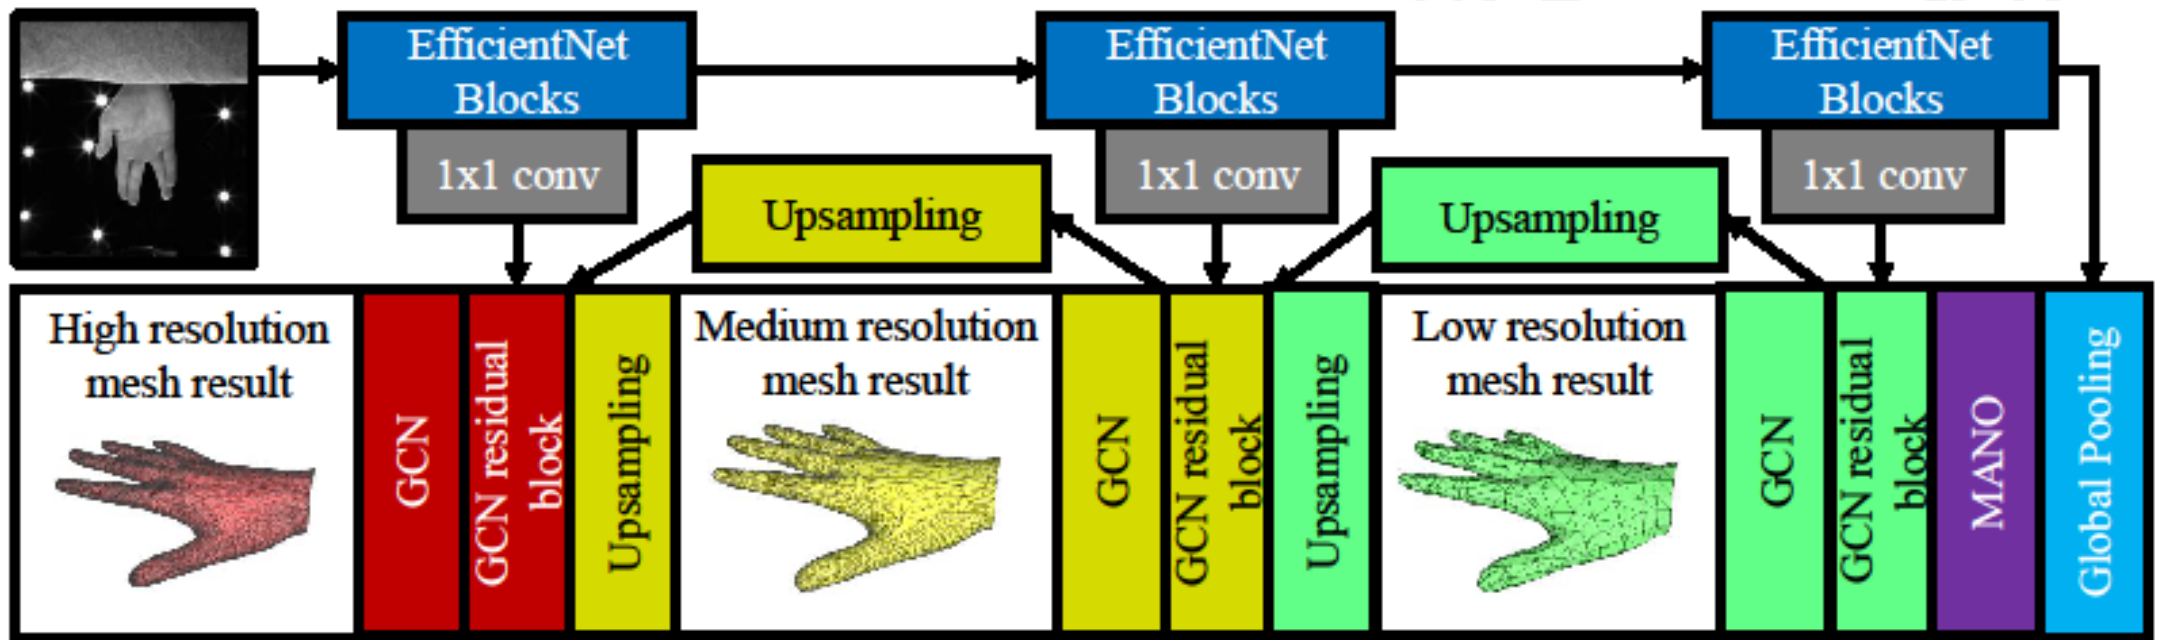 EfficientNet
Blocks
EfficientNet
Blocks
EfficientNet
Blocks
1x1 conv
1x1 conv
1x1 conv
Upsampling
Upsampling
High resolution
mesh result
GCN
GCN residual
block
Upsampling
Medium resolution
mesh result
GCN
GCN residual
block
Upsampling
Low resolution
mesh result
GCN
GCN residual
block
MANO
Global Pooling